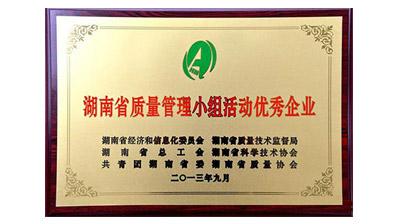 湖南省质量管理小组活动优秀企业
湖南省经济和信息化委员会 湖南省质量技术监督局
湖南省总工会 湖南省科学技术协会
共青团湖南省委 湖南省质量协会
二〇一三年九月